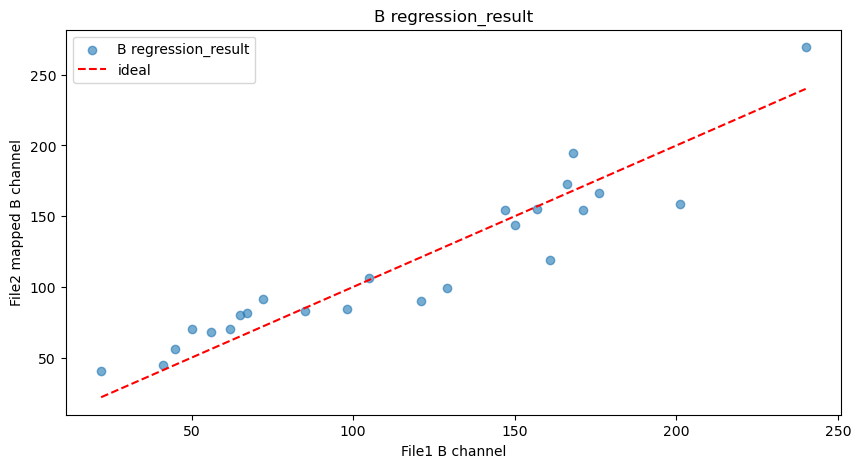 B regression_result
B regression_result
ideal
250
200
150
100
50
File2 mapped B channel
50
100
150
200
250
File1 B channel